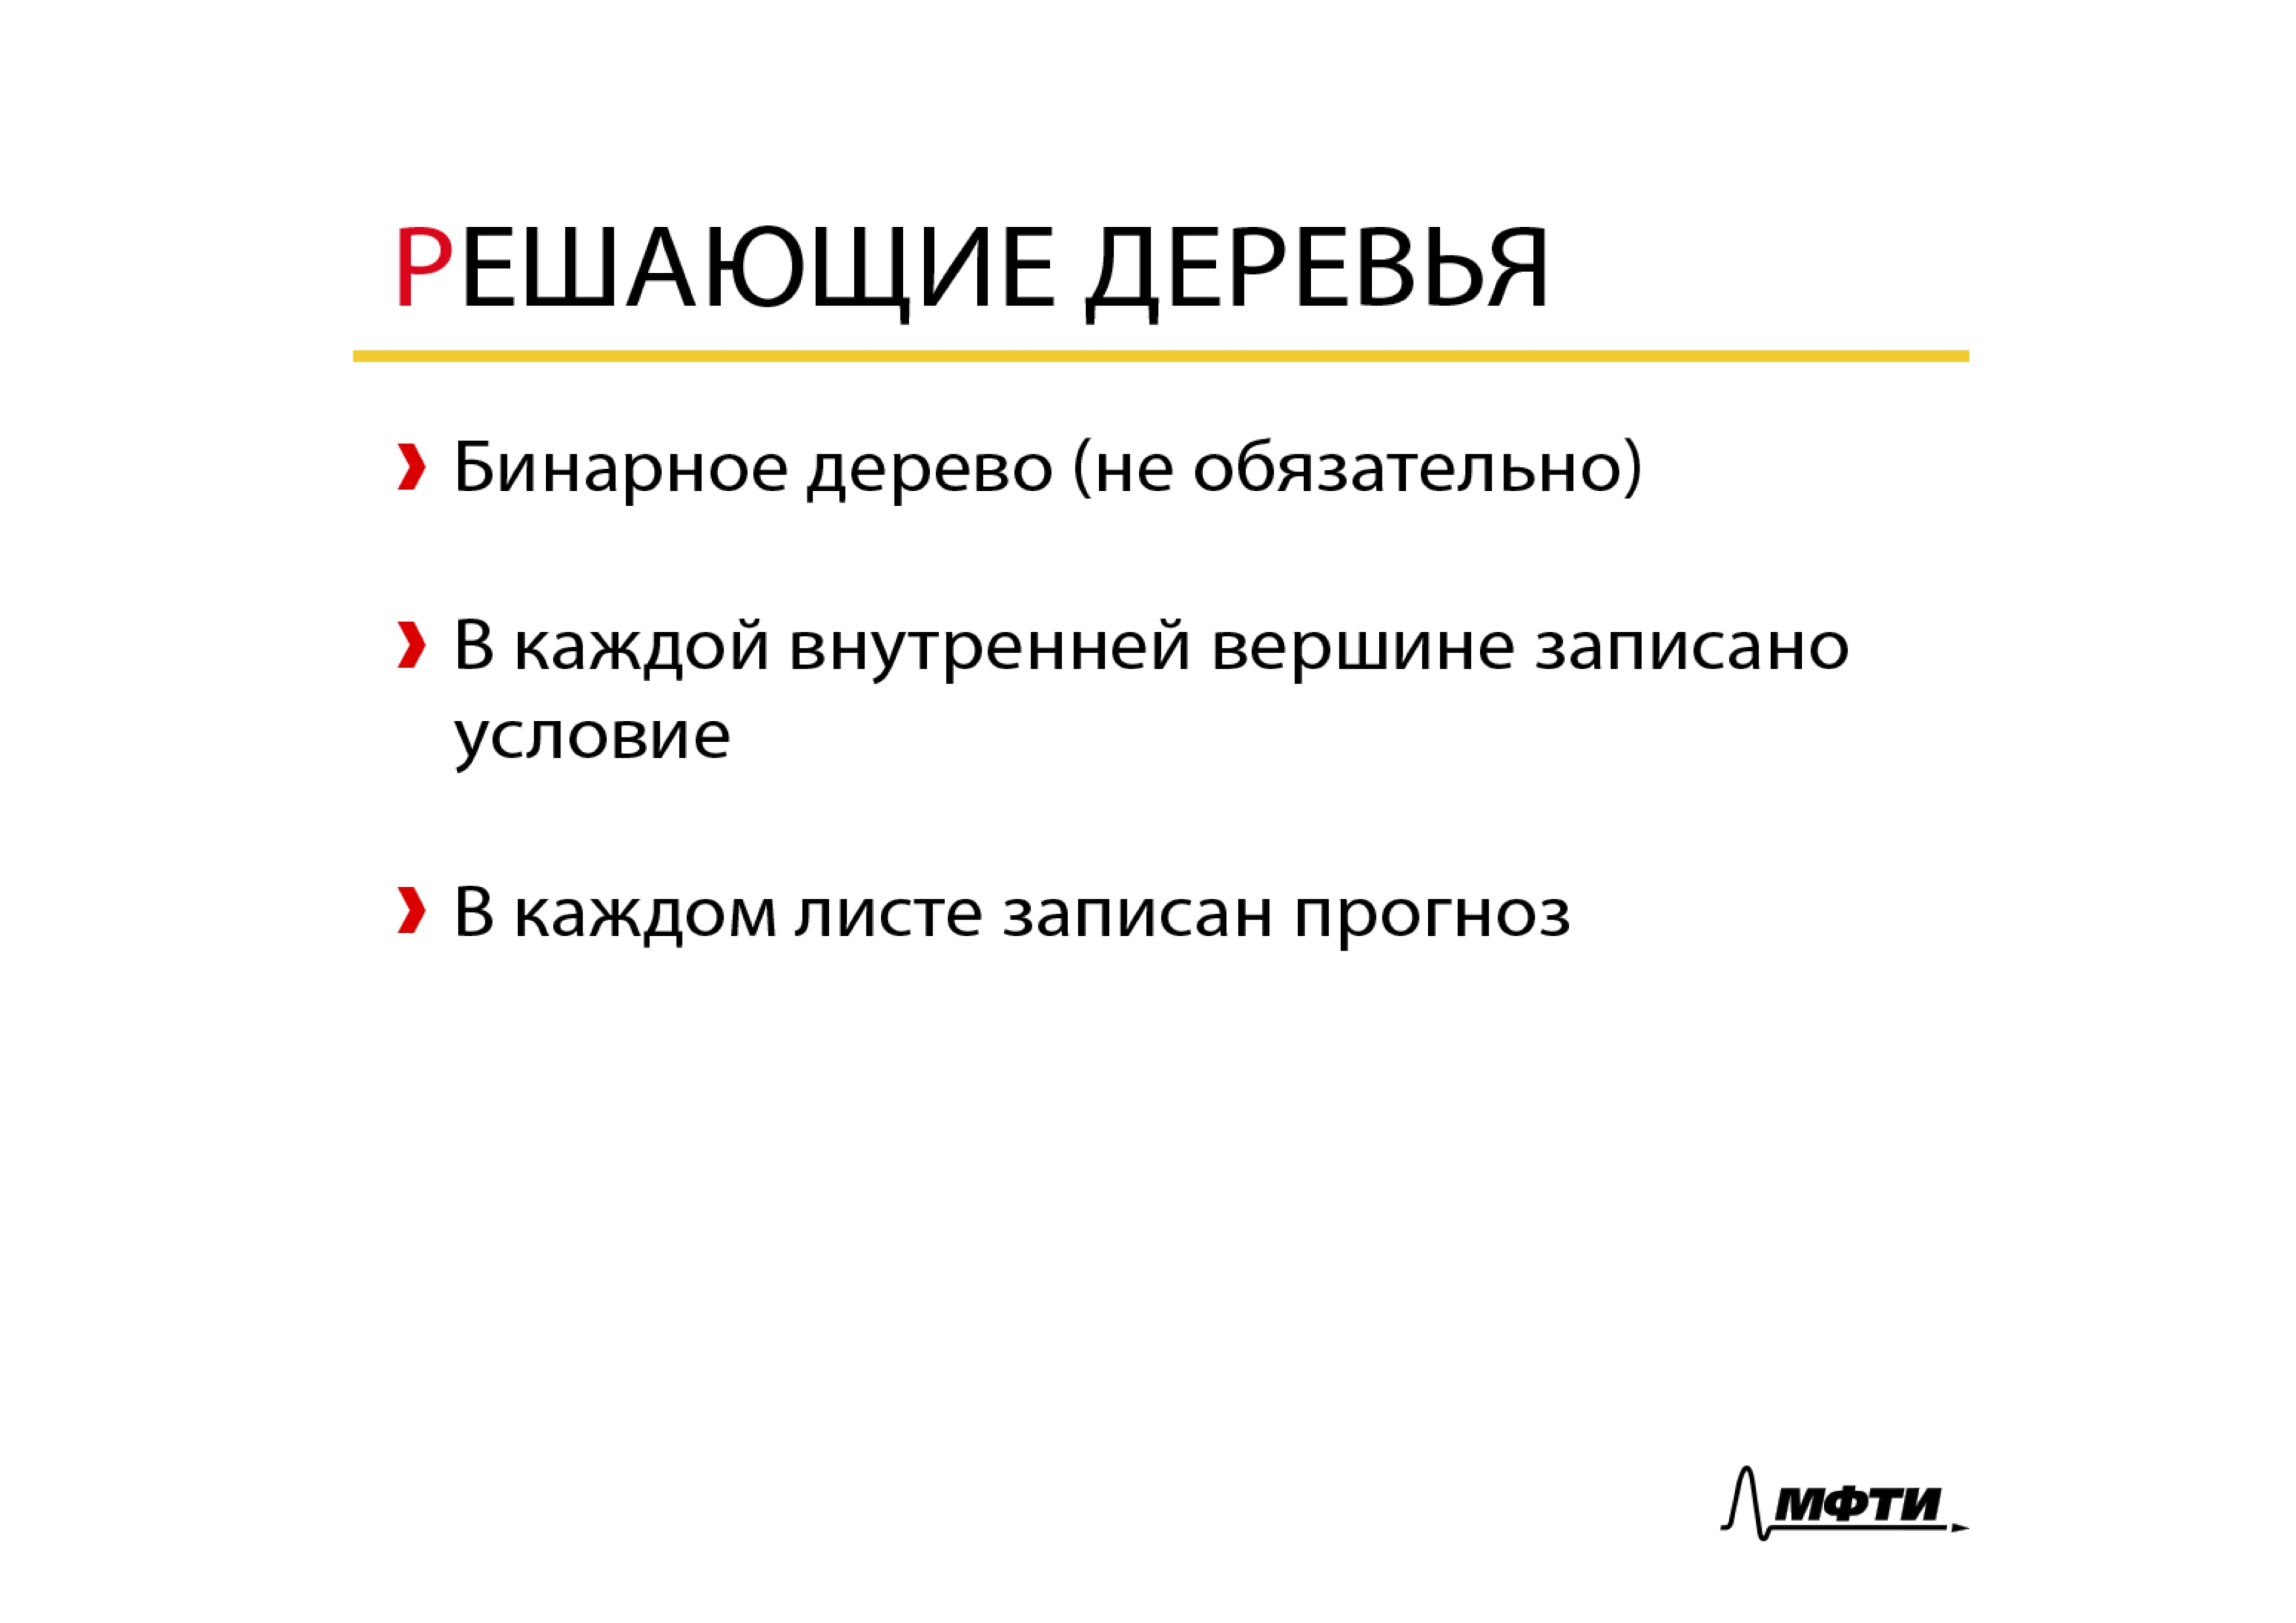 РЕШАЮЩИЕ ДЕРЕВЬЯ
Бинарное дерево (не обязательно)
В каждой внутренней вершине записано
условие
В каждом листе записан прогноз
МФТИ